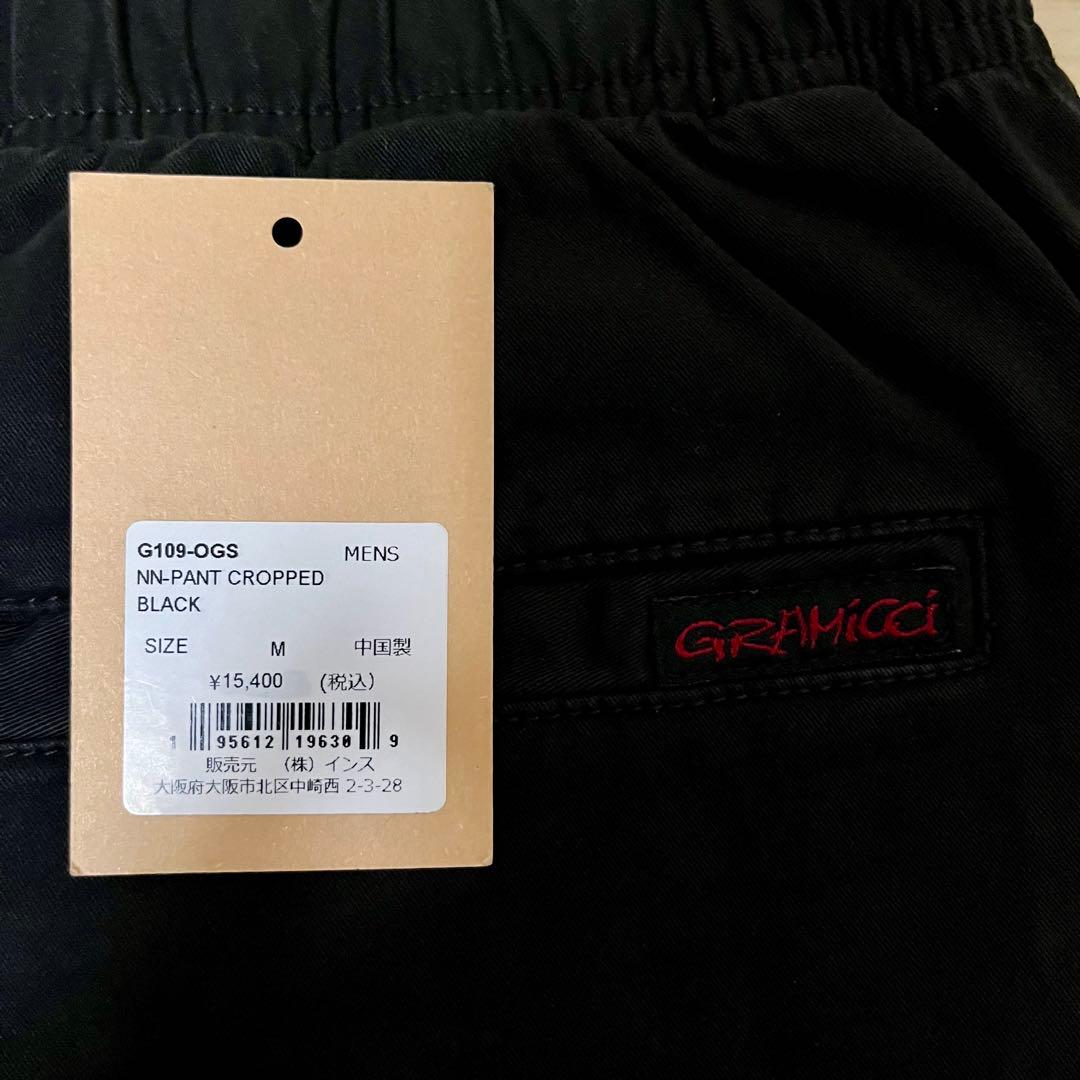 G109-OGS MENS
NN-PANT CROPPED
BLACK
SIZE M 中国製
¥15,400 (税込)
1 95612 19630 9
販売元 (株)インス
大阪府大阪市北区中崎西 2-3-28
GRAMiCCi